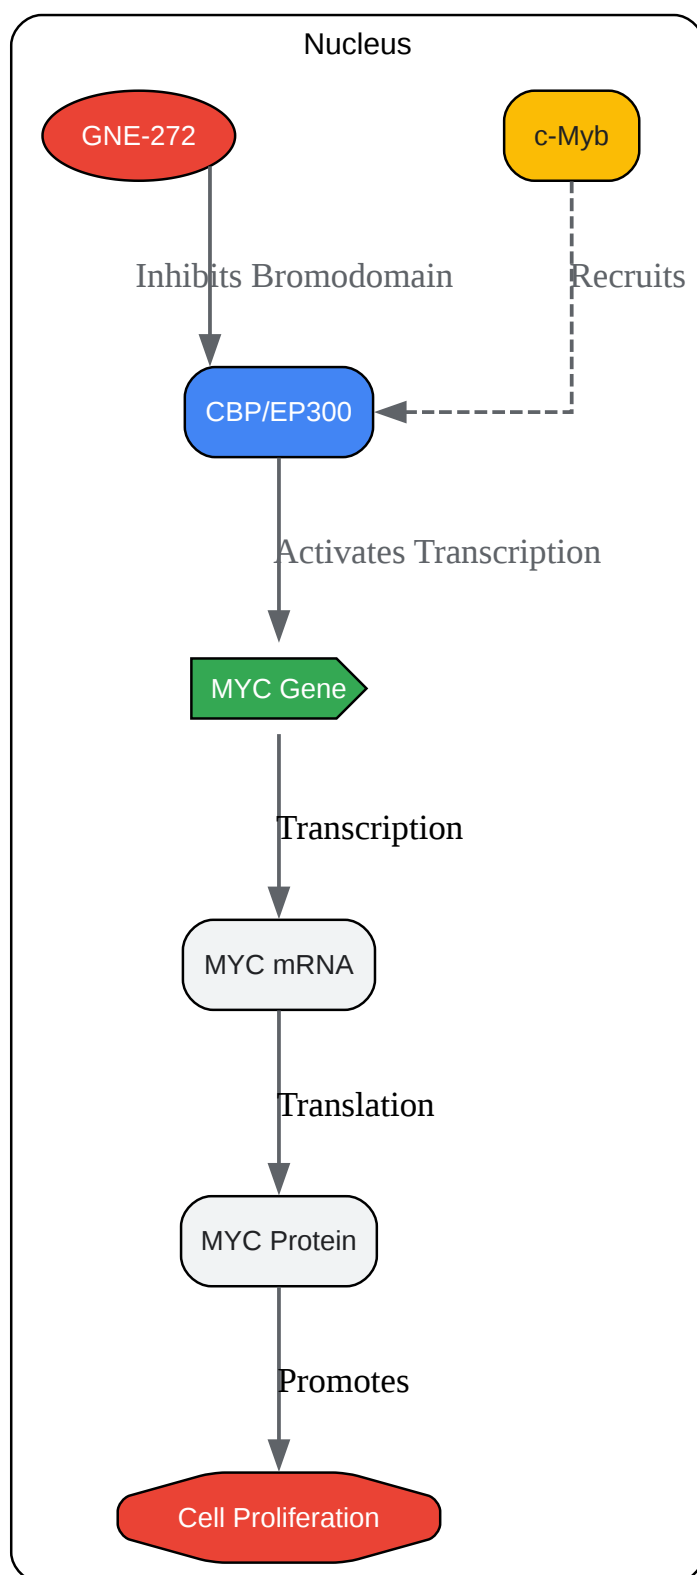 Nucleus
GNE-272
c-Myb
Inhibits Bromodomain
Recruits
CBP/EP300
Activates Transcription
MYC Gene
Transcription
MYC mRNA
Translation
MYC Protein
Promotes
Cell Proliferation